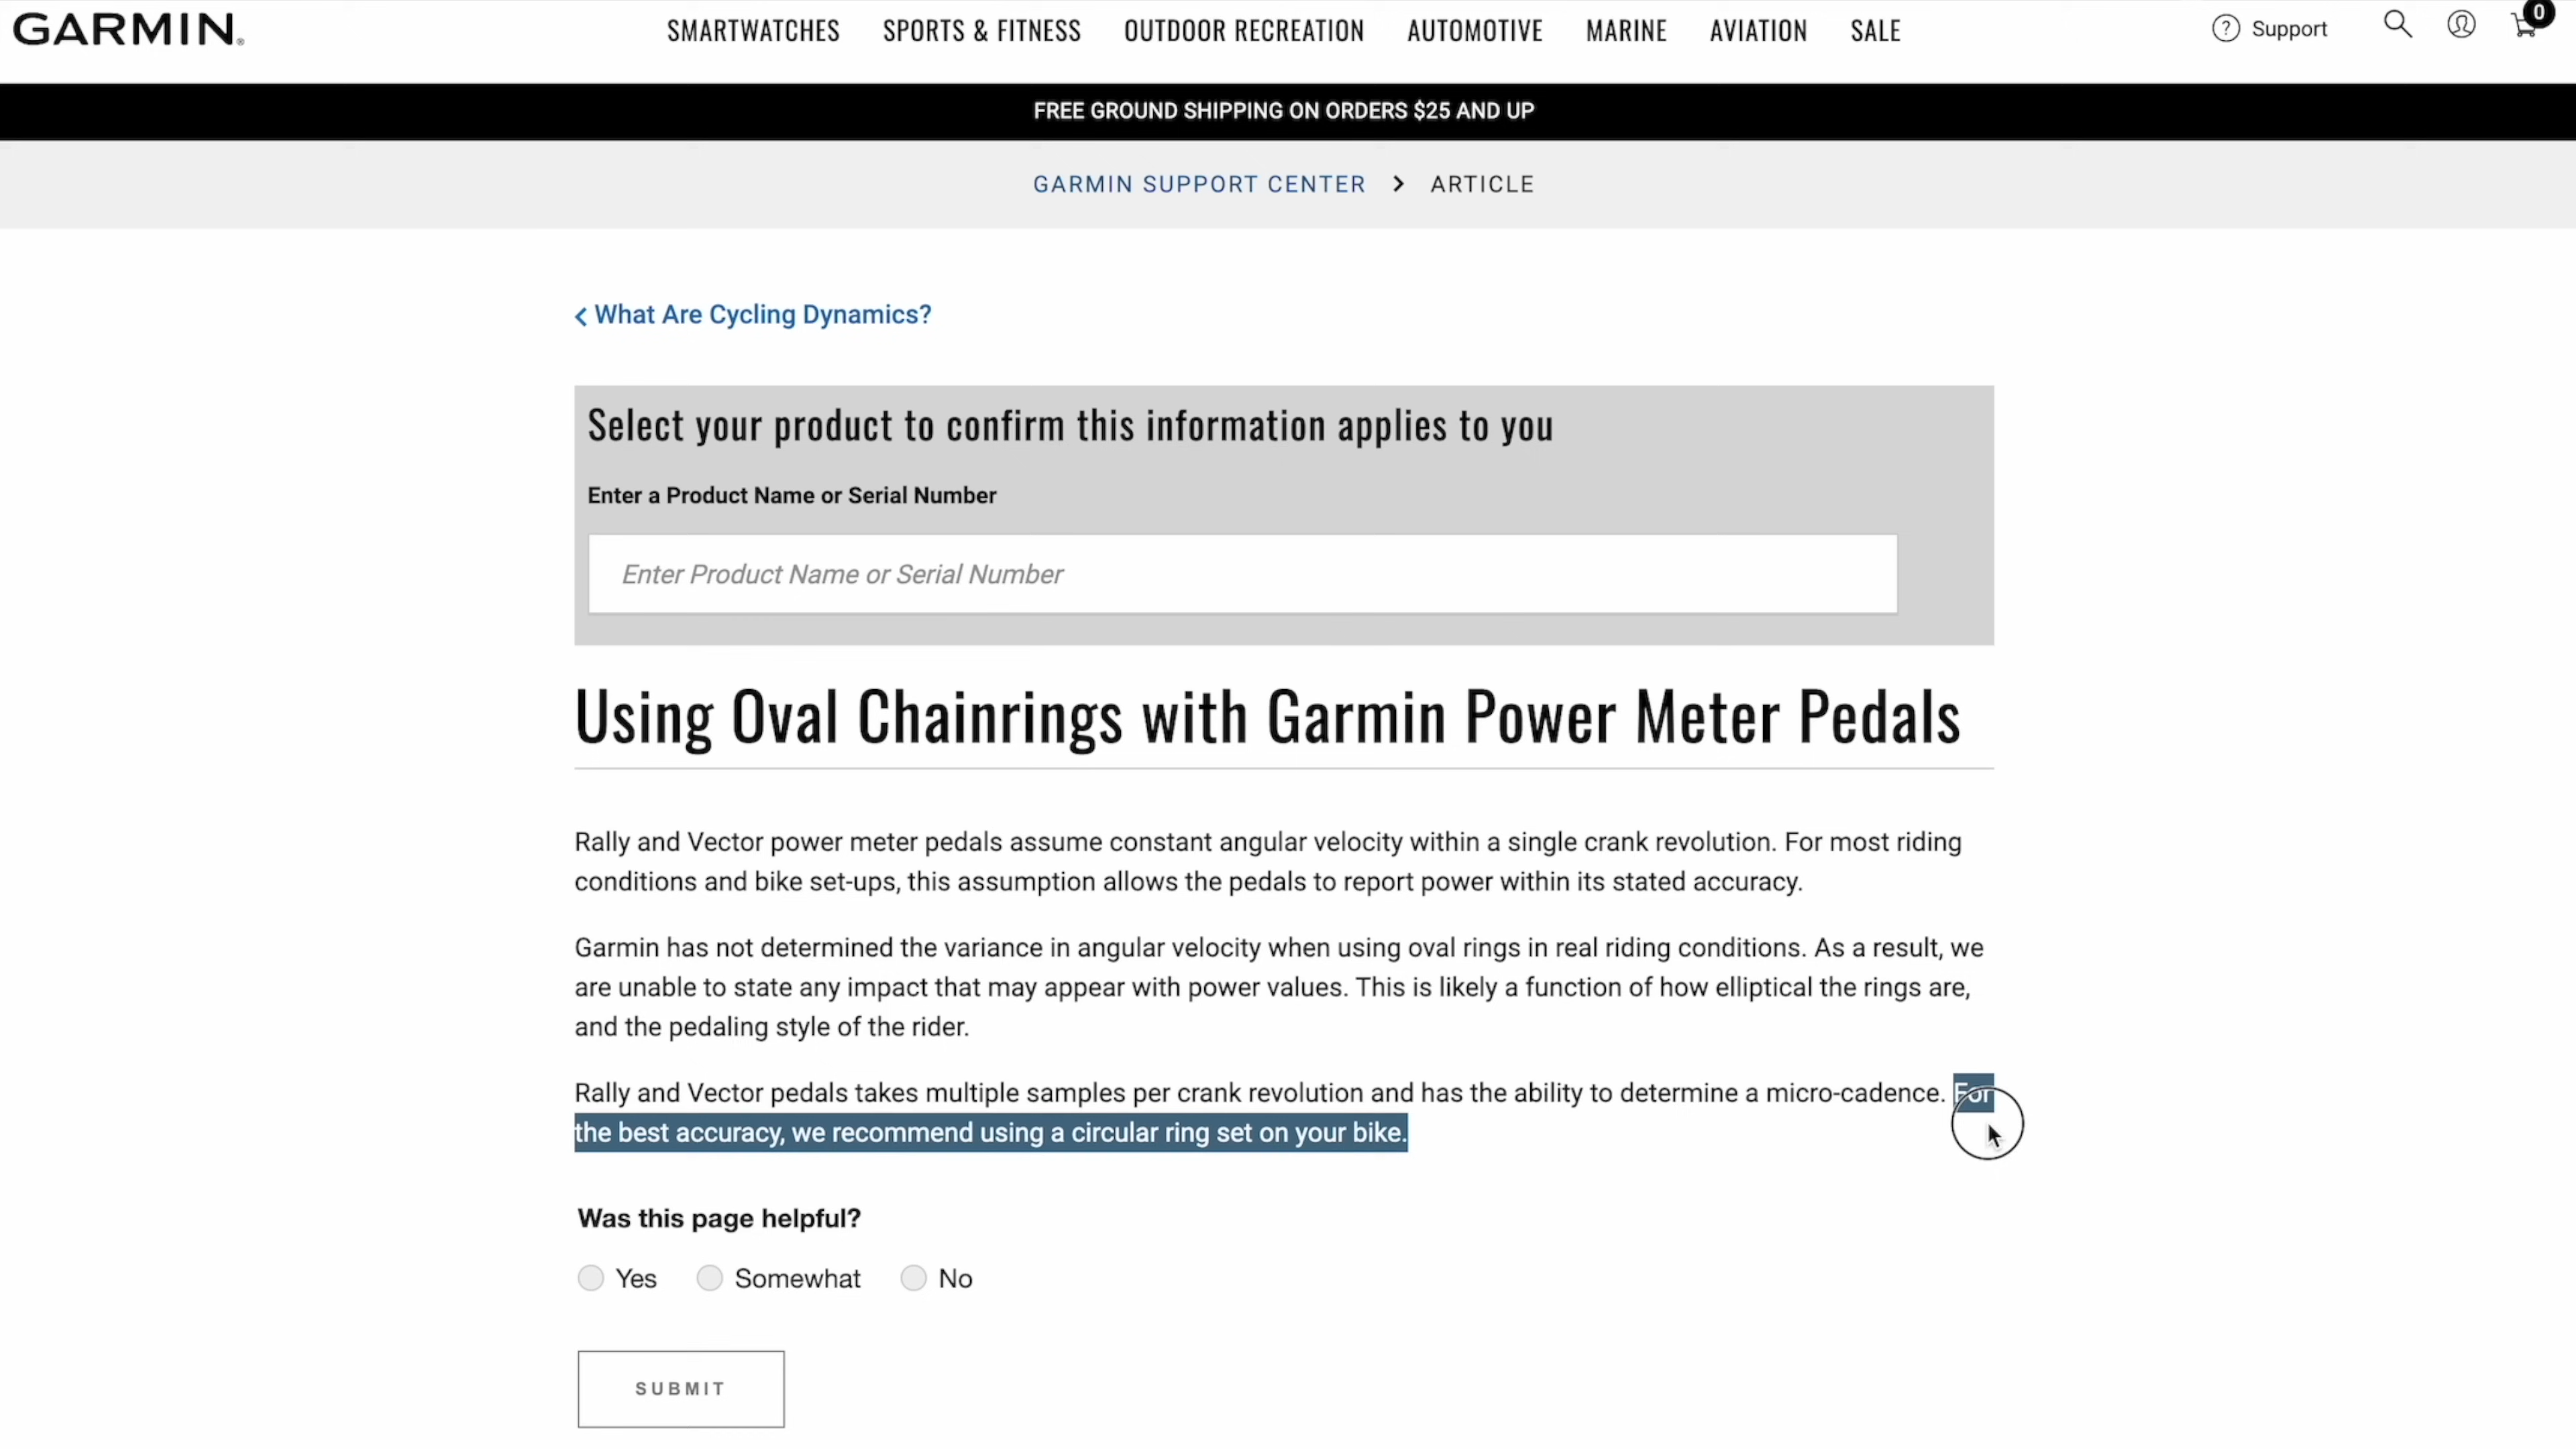 GARMIN®
SMARTWATCHES SPORTS & FITNESS OUTDOOR RECREATION AUTOMOTIVE MARINE AVIATION SALE
? Support
0
FREE GROUND SHIPPING ON ORDERS $25 AND UP
GARMIN SUPPORT CENTER > ARTICLE
< What Are Cycling Dynamics?
Select your product to confirm this information applies to you
Enter a Product Name or Serial Number
Enter Product Name or Serial Number
Using Oval Chainrings with Garmin Power Meter Pedals
Rally and Vector power meter pedals assume constant angular velocity within a single crank revolution. For most riding
conditions and bike set-ups, this assumption allows the pedals to report power within its stated accuracy.
Garmin has not determined the variance in angular velocity when using oval rings in real riding conditions. As a result, we
are unable to state any impact that may appear with power values. This is likely a function of how elliptical the rings are,
and the pedaling style of the rider.
Rally and Vector pedals takes multiple samples per crank revolution and has the ability to determine a micro-cadence. For
the best accuracy, we recommend using a circular ring set on your bike.
Was this page helpful?
Yes Somewhat No
SUBMIT